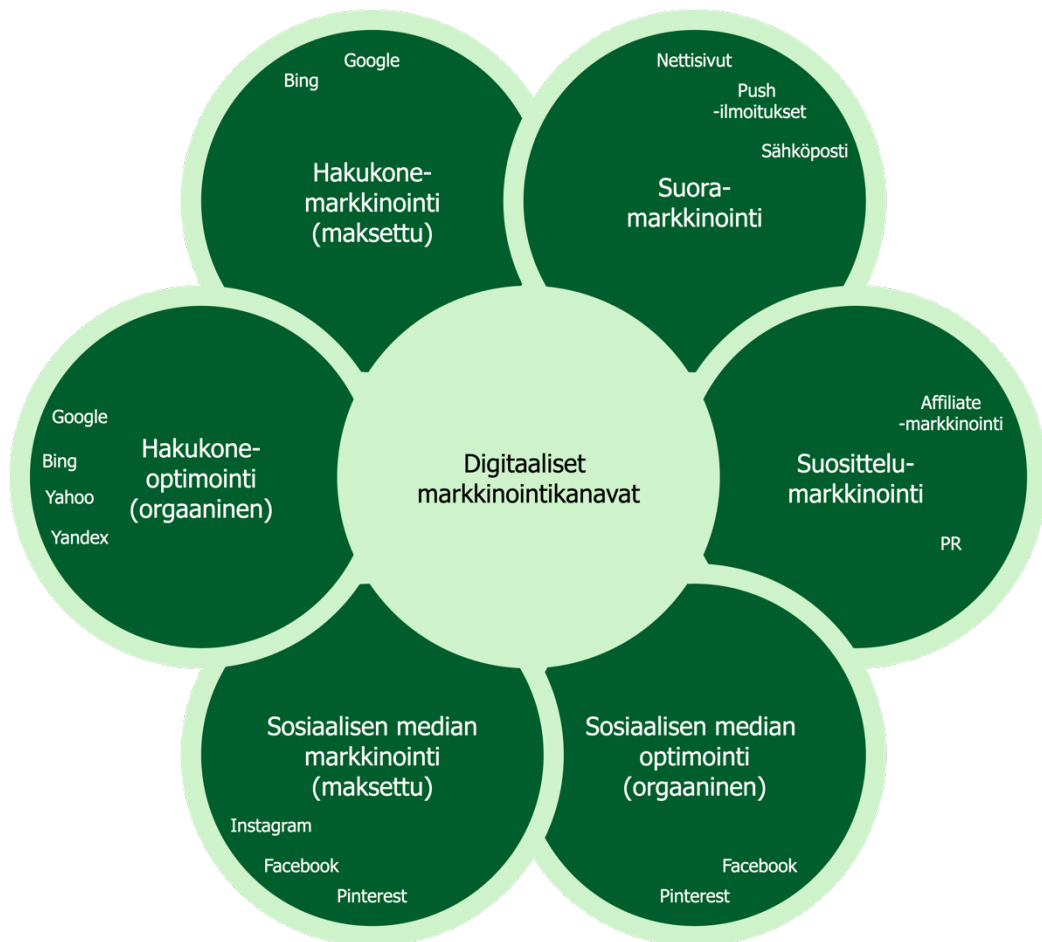 Google
Bing
Hakukone-
markkinointi
(maksettu)
Nettisivut
Push
-ilmoitukset
Sähköposti
Suora-
markkinointi
Google
Bing
Yahoo
Yandex
Hakukone-
optimointi
(orgaaninen)
Digitaaliset
markkinointikanavat
Affiliate
-markkinointi
Suosittelu-
markkinointi
PR
Sosiaalisen median
markkinointi
(maksettu)
Instagram
Facebook
Pinterest
Sosiaalisen median
optimointi
(orgaaninen)
Facebook
Pinterest